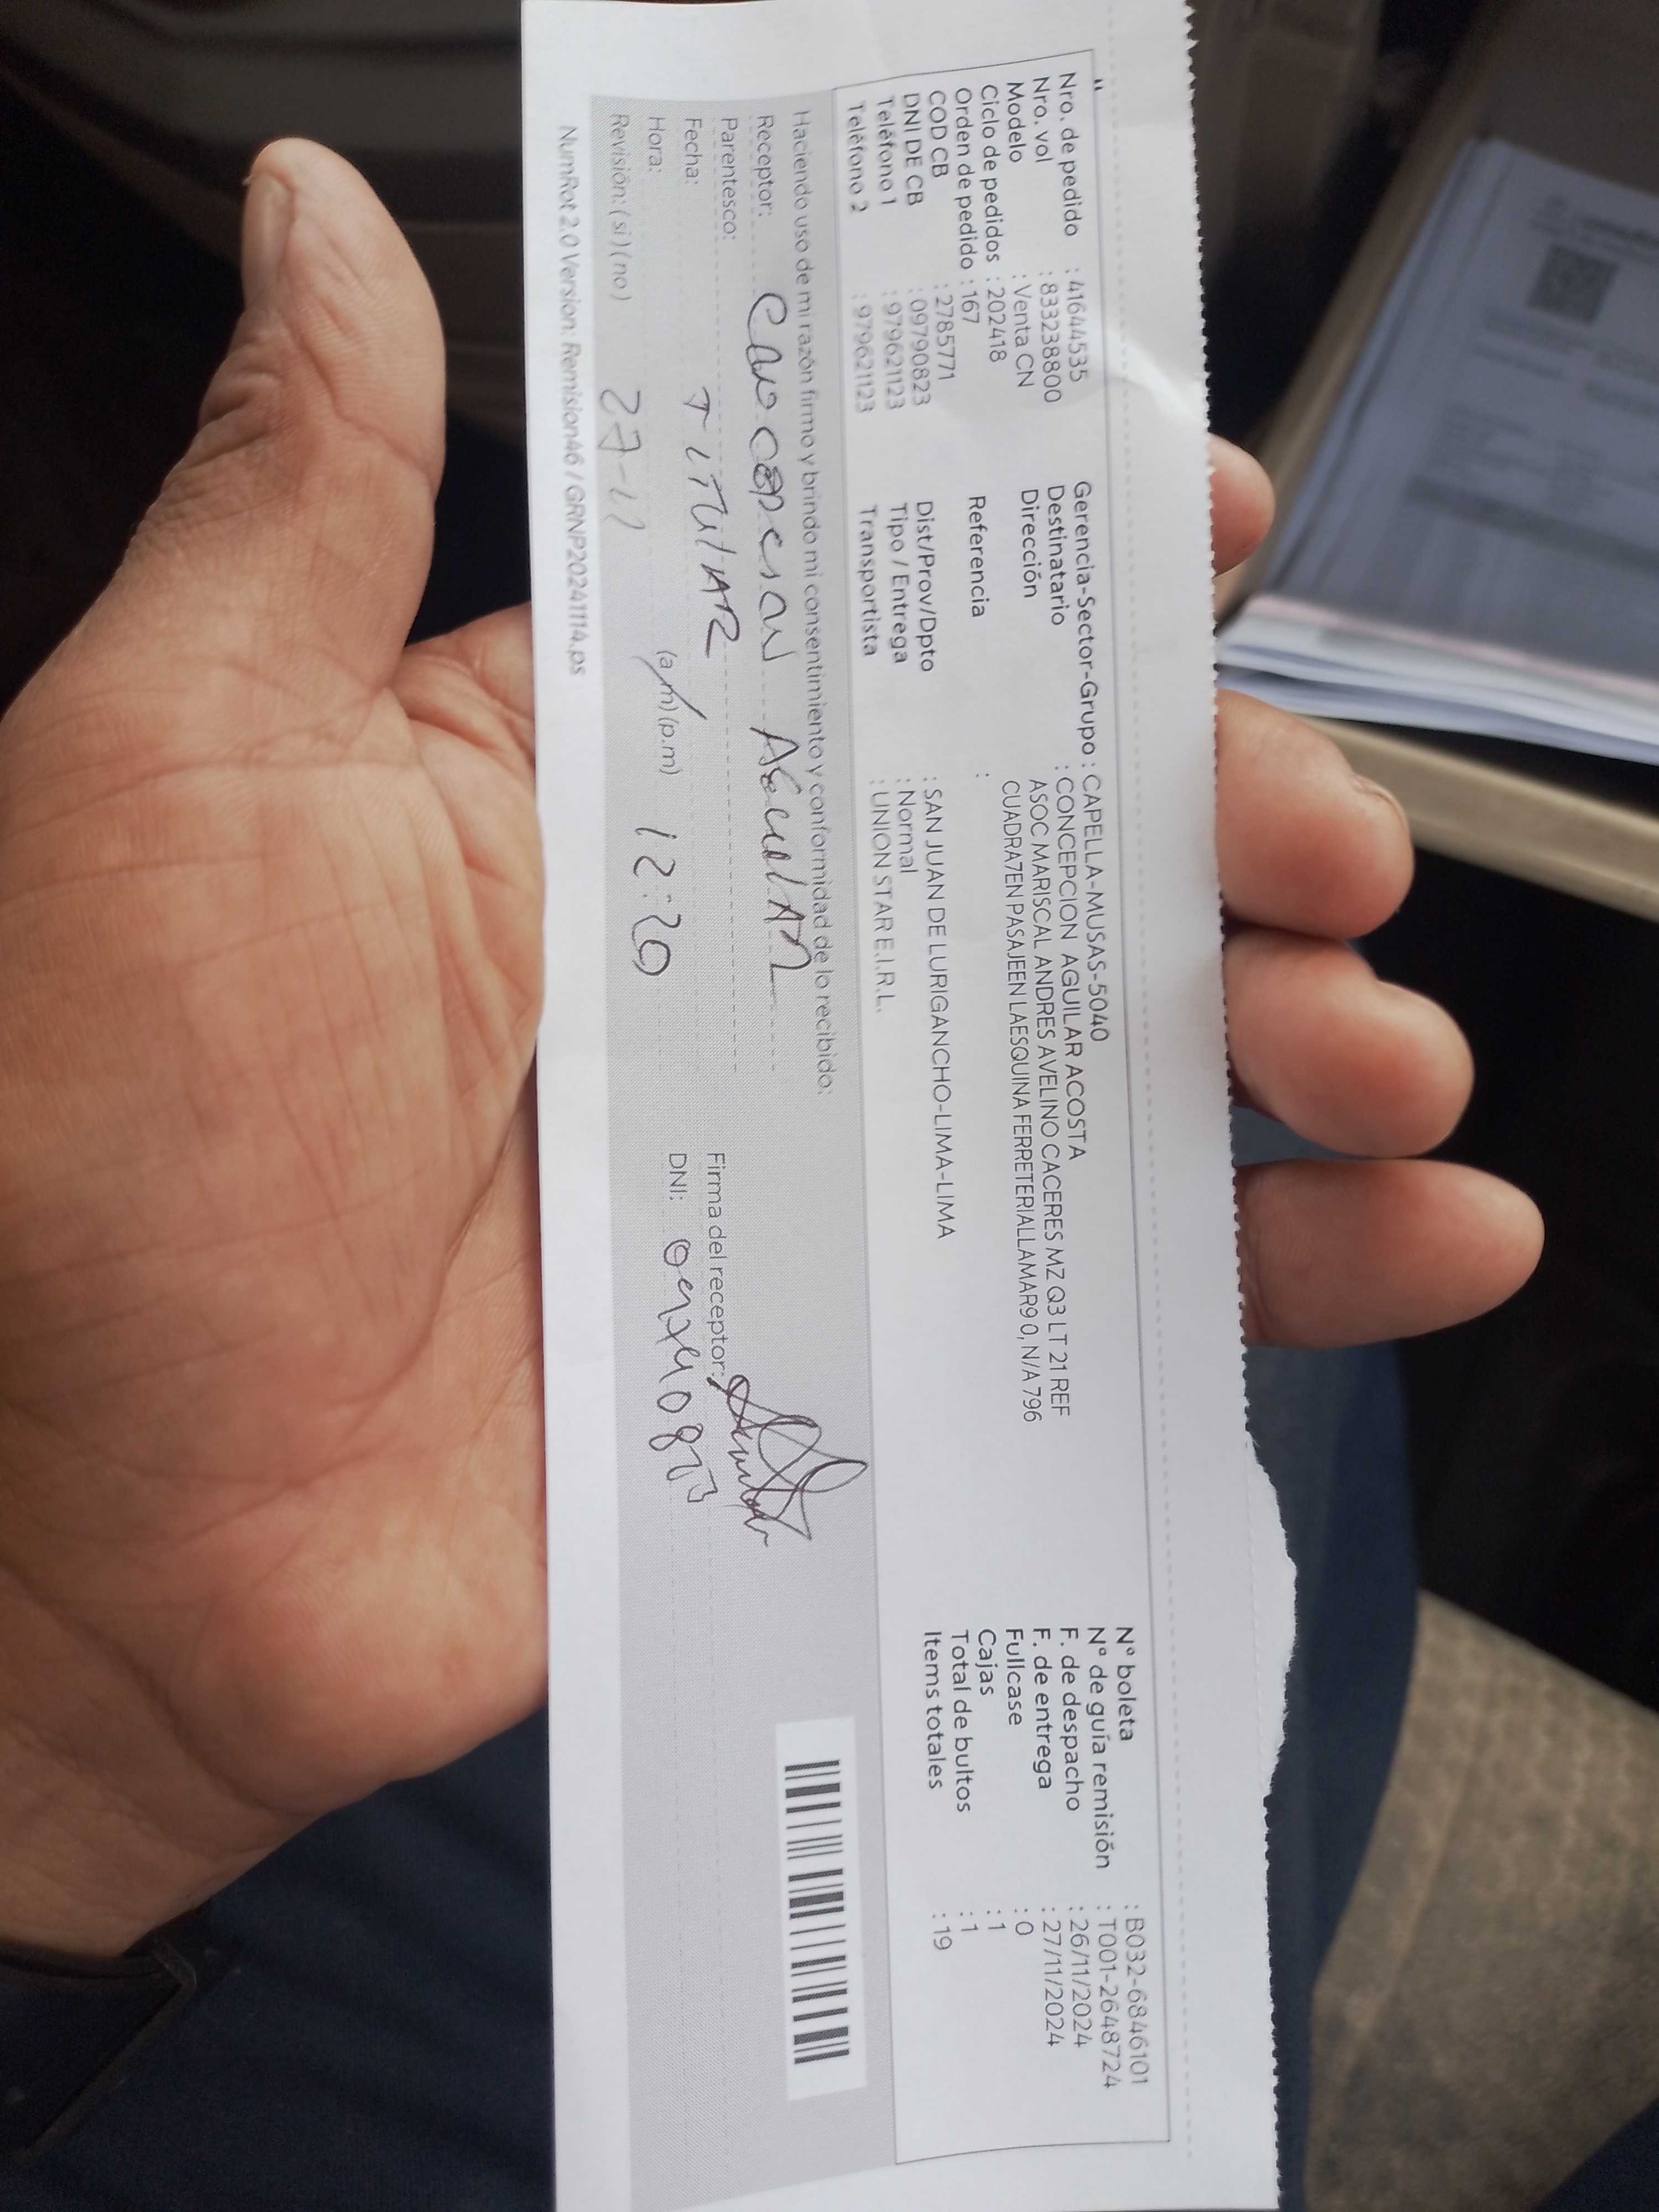 Nro. de pedido : 41644535
Nro. vol : 833238800
Modelo : Venta CN
Ciclo de pedidos : 202418
Orden de pedido : 167
COD CB : 2785771
DNI DE CB : 09790823
Teléfono 1 : 979621123
Teléfono 2 : 979621123
Gerencia-Sector-Grupo : CAPELLA-MUSAS-5040
Destinatario : CONCEPCION AGUILAR ACOSTA
Dirección ASOC MARISCAL ANDRES AVELINO CACERES MZ Q3 LT 21 REF
CUADRA7ENPASAJEENLAESQUINAFERRETERIALLAMAR9 0, N/A 796
Referencia :
Dist/Prov/Dpto : SAN JUAN DE LURIGANCHO-LIMA-LIMA
Tipo / Entrega : Normal
Transportista : UNION STAR E.I.R.L.
N° boleta : B032-6846101
N° de guía remisión : T001-2648724
F. de despacho : 26/11/2024
F. de entrega : 27/11/2024
Fullcase : 0
Cajas : 1
Total de bultos : 1
Items totales : 19
Haciendo uso de mi razón firmo y brindo mi consentimiento y conformidad de lo recibido:
Receptor: AGUILAR
Parentesco: TITULAR
Fecha:
Hora: (a.m) (p.m) 12:20
Revisión: (si) (no) 27-11
Firma del receptor:
DNI: 09790823
NumRot 2.0 Version: Remision46 / GRNP20241114.ps